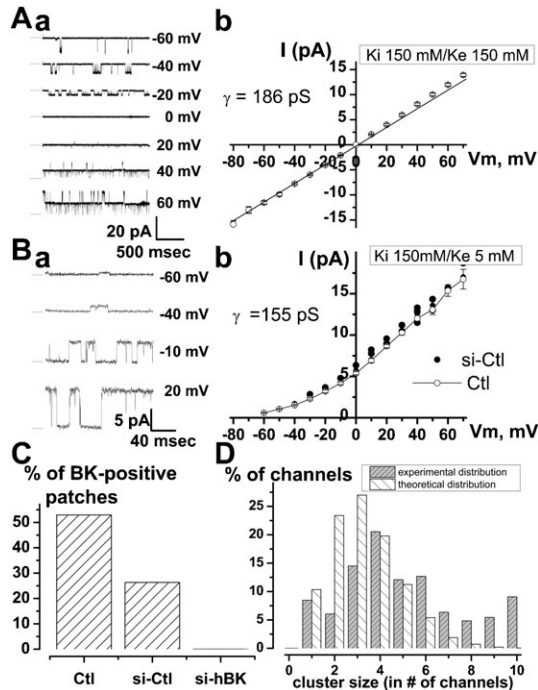 A a
-60 mV
-40 mV
-20 mV
0 mV
20 mV
40 mV
60 mV
20 pA
500 msec
b
I (pA)
Ki 150 mM/Ke 150 mM
γ = 186 pS
15
10
5
0
-5
-10
-15
-80 -60 -40 -20 0 20 40 60
Vm, mV
B a
-60 mV
-40 mV
-10 mV
20 mV
5 pA
40 msec
b
I (pA)
Ki 150mM/Ke 5 mM
γ =155 pS
15
10
5
0
si-Ctl
Ctl
-80 -60 -40 -20 0 20 40 60
Vm, mV
C
% of BK-positive
patches
50
40
30
20
10
0
Ctl si-Ctl si-hBK
D
% of channels
experimental distribution
theoretical distribution
25
20
15
10
5
0
0 2 4 6 8 10
cluster size (in # of channels)